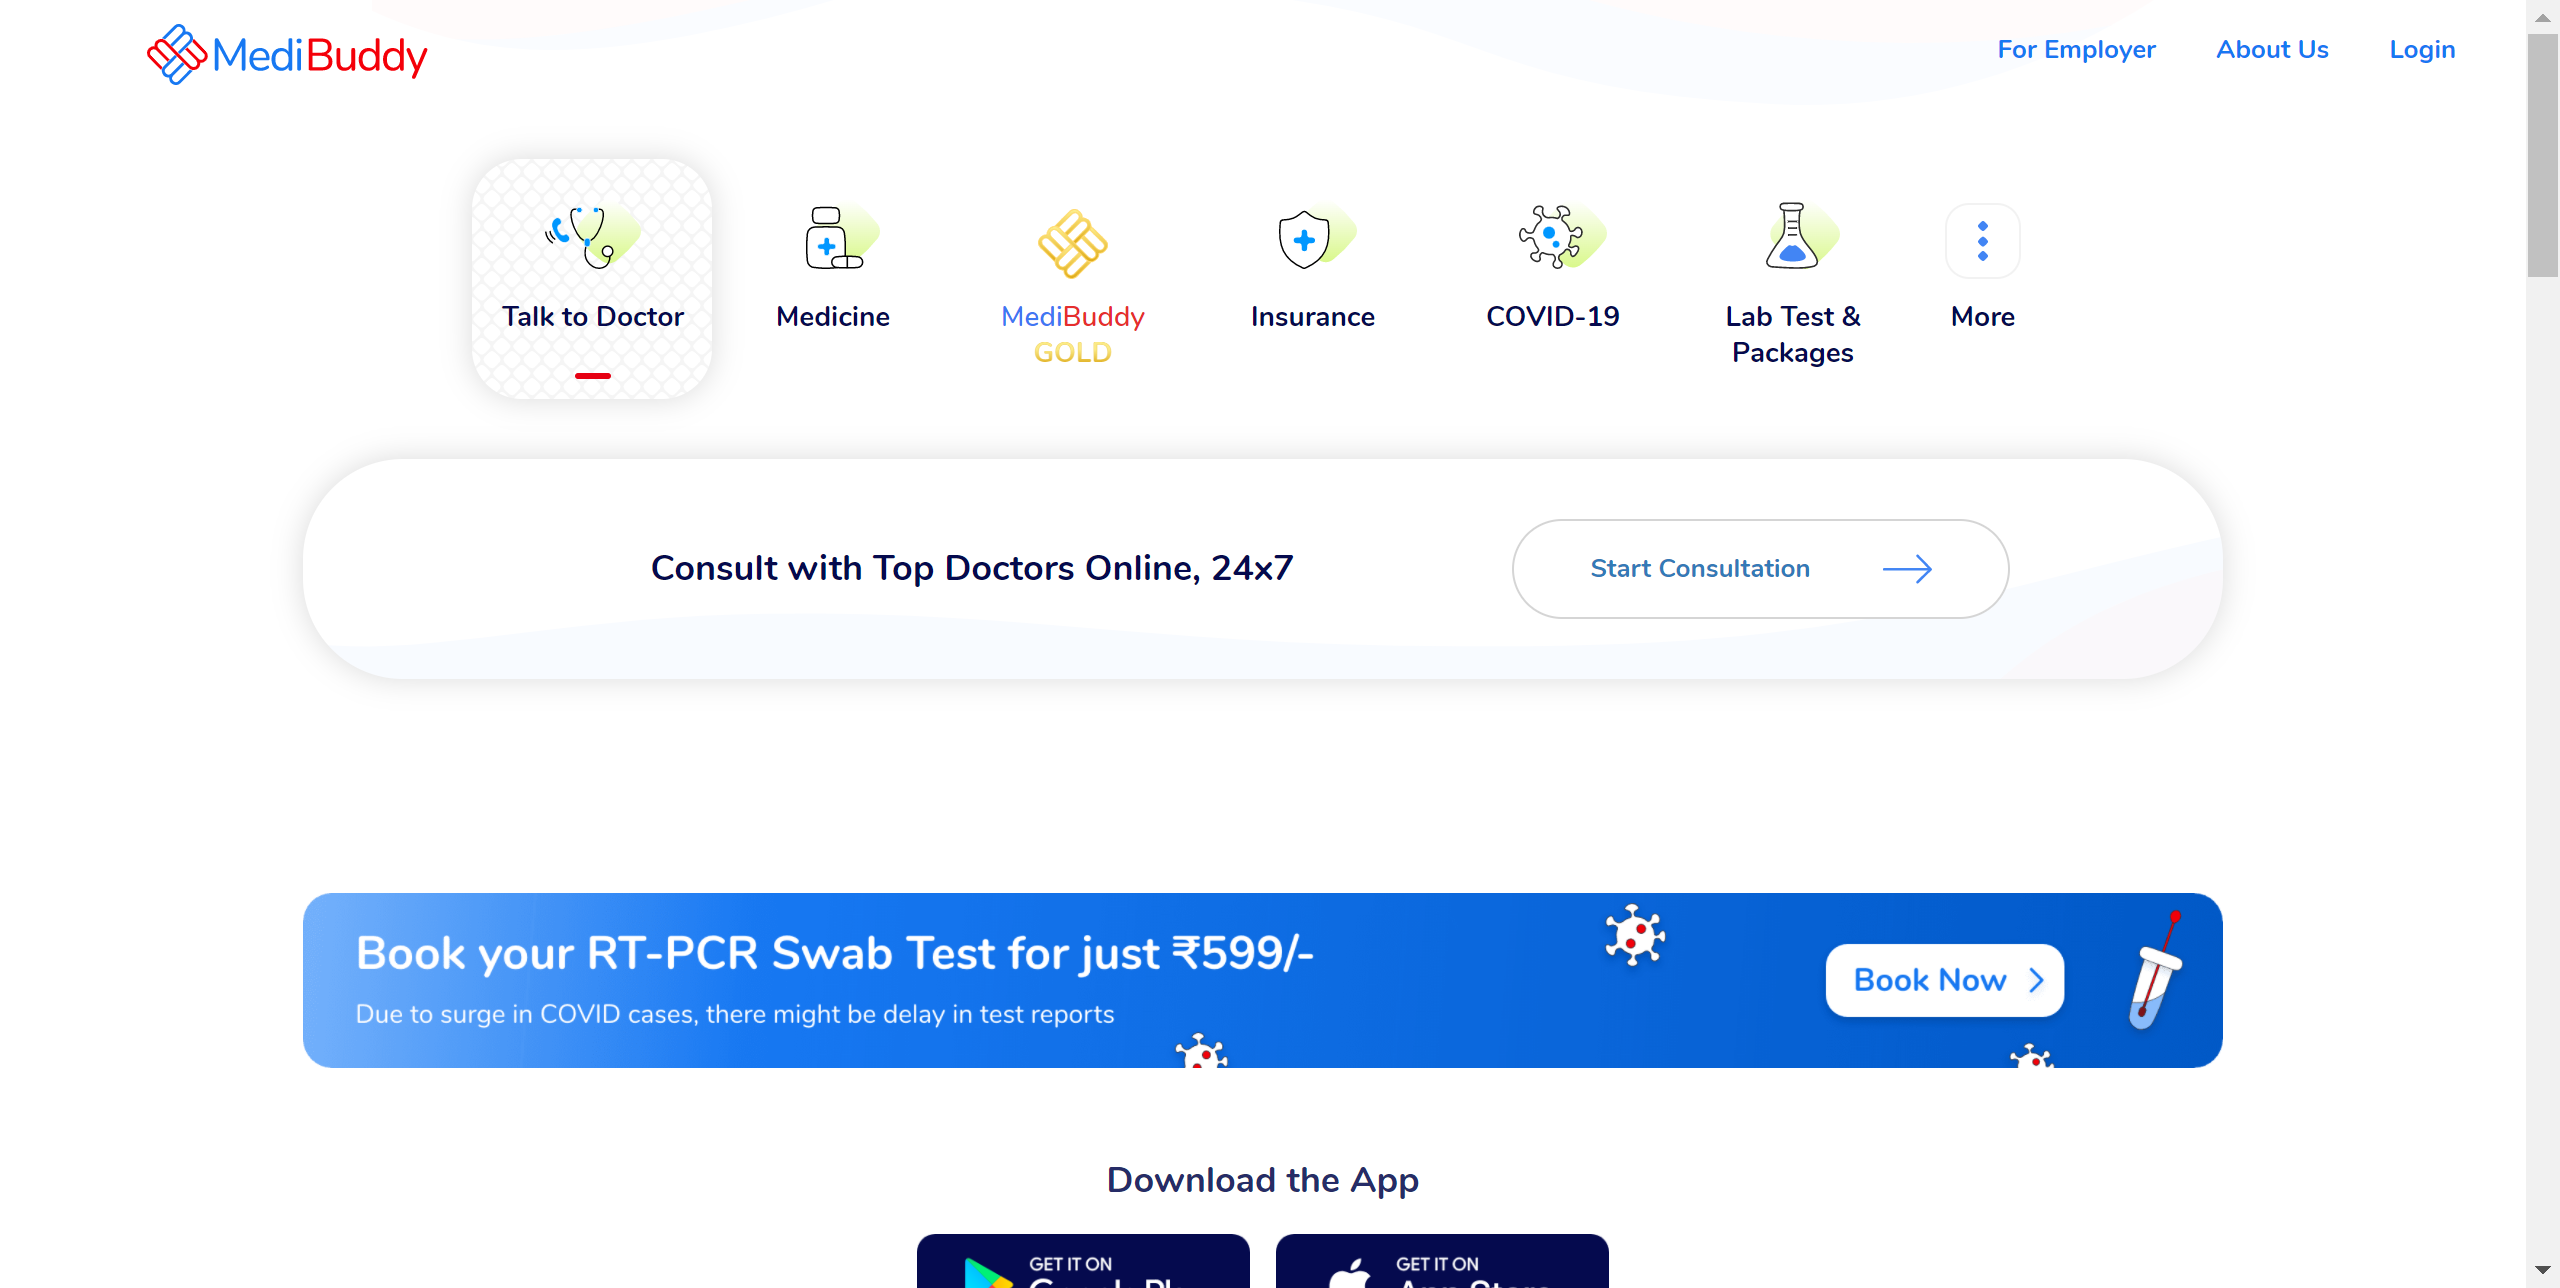 MediBuddy
For Employer
About Us
Login
Talk to Doctor
Medicine
MediBuddy
GOLD
Insurance
COVID-19
Lab Test &
Packages
More
Consult with Top Doctors Online, 24x7
Start Consultation
Book your RT-PCR Swab Test for just ₹599/-
Due to surge in COVID cases, there might be delay in test reports
Book Now
Download the App
GET IT ON
GET IT ON